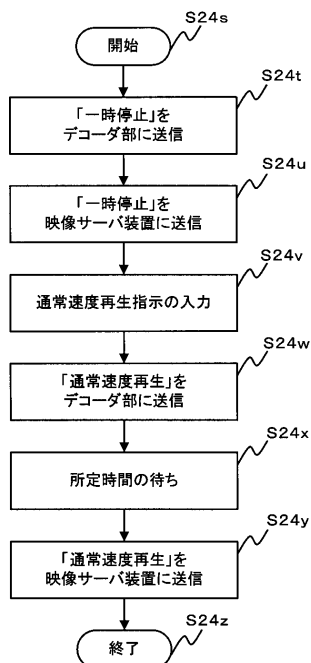 S24s
開始
S24t
「一時停止」を
デコーダ部に送信
S24u
「一時停止」を
映像サーバ装置に送信
S24v
通常速度再生指示の入力
S24w
「通常速度再生」を
デコーダ部に送信
S24x
所定時間の待ち
S24y
「通常速度再生」を
映像サーバ装置に送信
S24z
終了